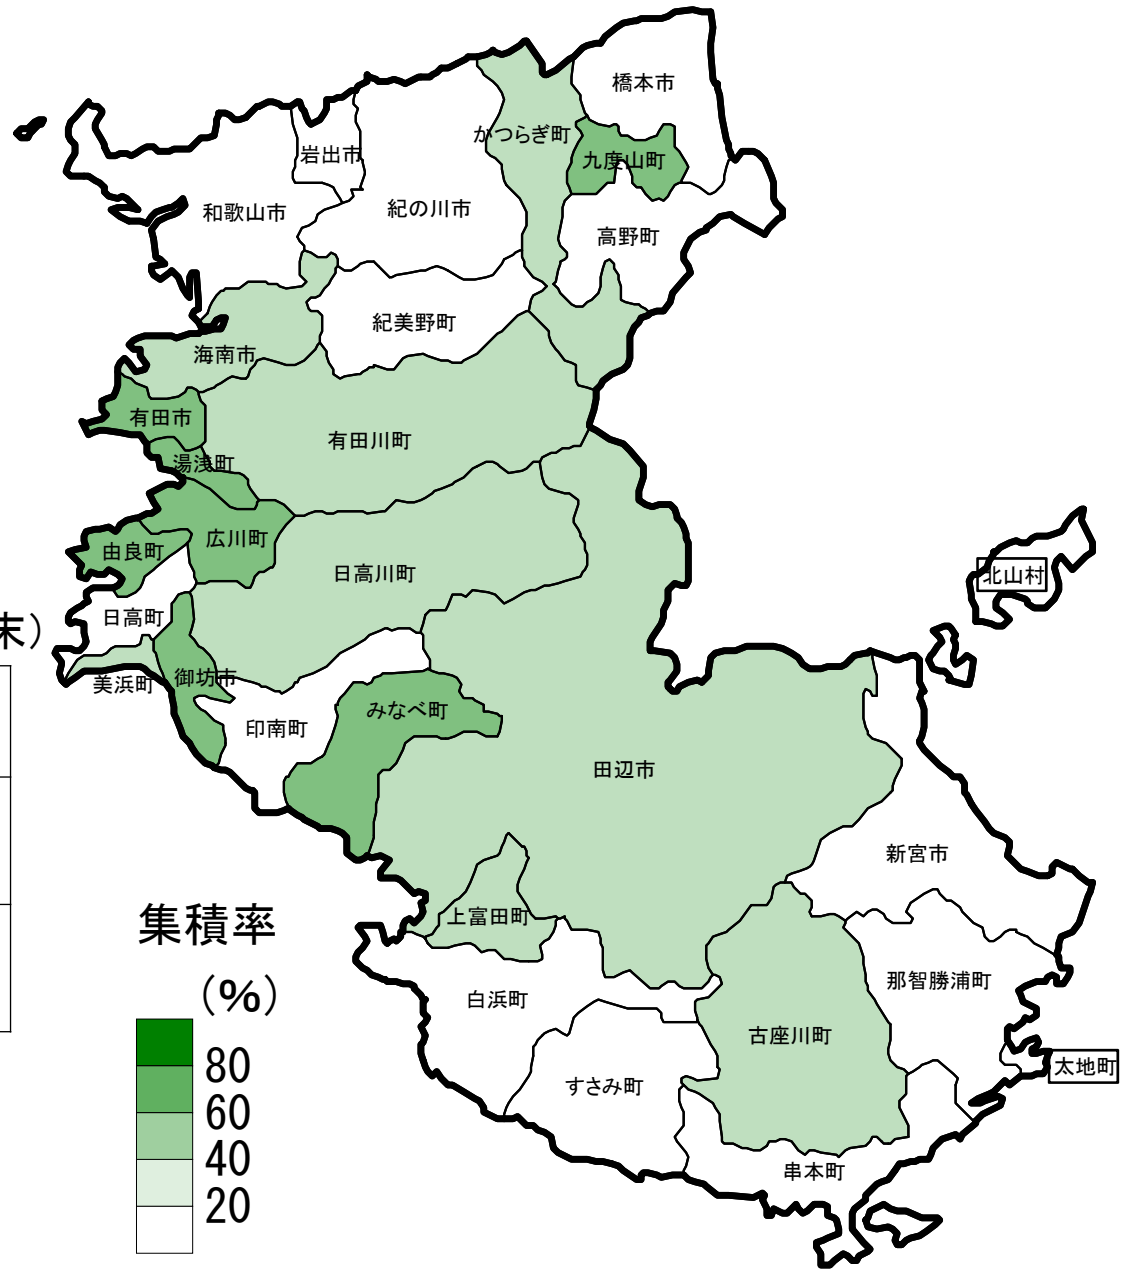 橋本市
かつらぎ町
岩出市
九度山町
和歌山市
紀の川市
高野町
紀美野町
海南市
有田市
有田川町
湯浅町
広川町
由良町
日高川町
北山村
日高町
末)
美浜町
御坊市
みなべ町
印南町
田辺市
新宮市
上富田町
集積率
(%)
那智勝浦町
白浜町
古座川町
太地町
すさみ町
串本町
80
60
40
20